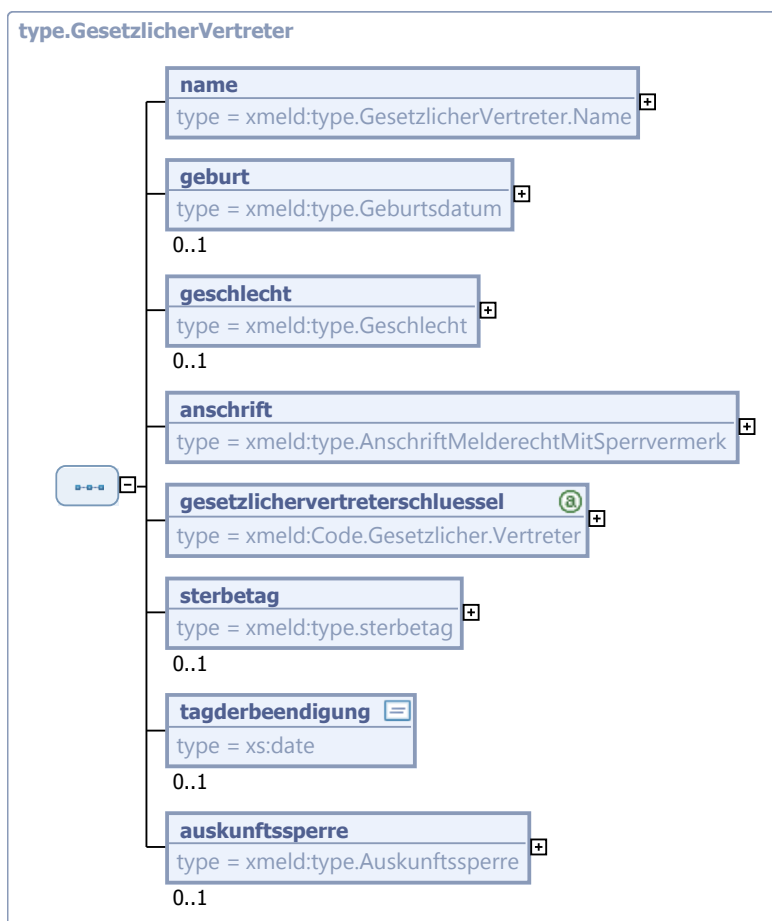 type.GesetzlicherVertreter
name
type = xmeld:type.GesetzlicherVertreter.Name
geburt
type = xmeld:type.Geburtsdatum
0..1
geschlecht
type = xmeld:type.Geschlecht
0..1
anschrift
type = xmeld:type.AnschriftMelderechtMitSperrvermerk
gesetzlichervertreterschluessel a
type = xmeld:Code.Gesetzlicher.Vertreter
sterbetag
type = xmeld:type.sterbetag
0..1
tagderbeendigung
type = xs:date
0..1
auskunftssperre
type = xmeld:type.Auskunftssperre
0..1